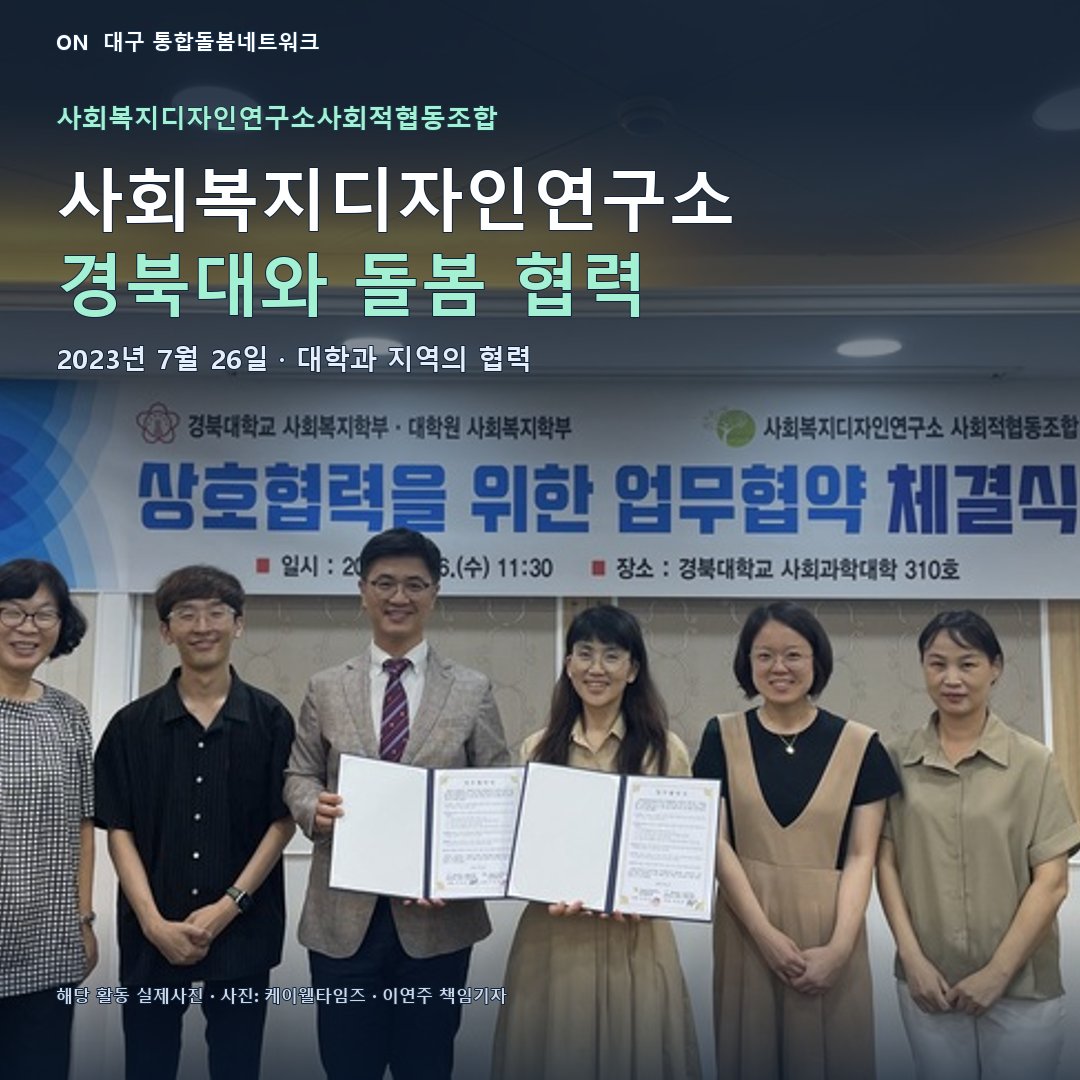 ON 대구 통합돌봄네트워크
사회복지디자인연구소사회적협동조합
사회복지디자인연구소
경북대와 돌봄 협력
2023년 7월 26일 · 대학과 지역의 협력
경북대학교 사회복지학부 · 대학원 사회복지학부
사회복지디자인연구소 사회적협동조합
상호협력을 위한 업무협약 체결식
■ 일시 : 6.(수) 11:30 ■ 장소 : 경북대학교 사회과학대학 310호
해당 활동 실제사진 · 사진: 케이웰타임즈 · 이연주 책임기자